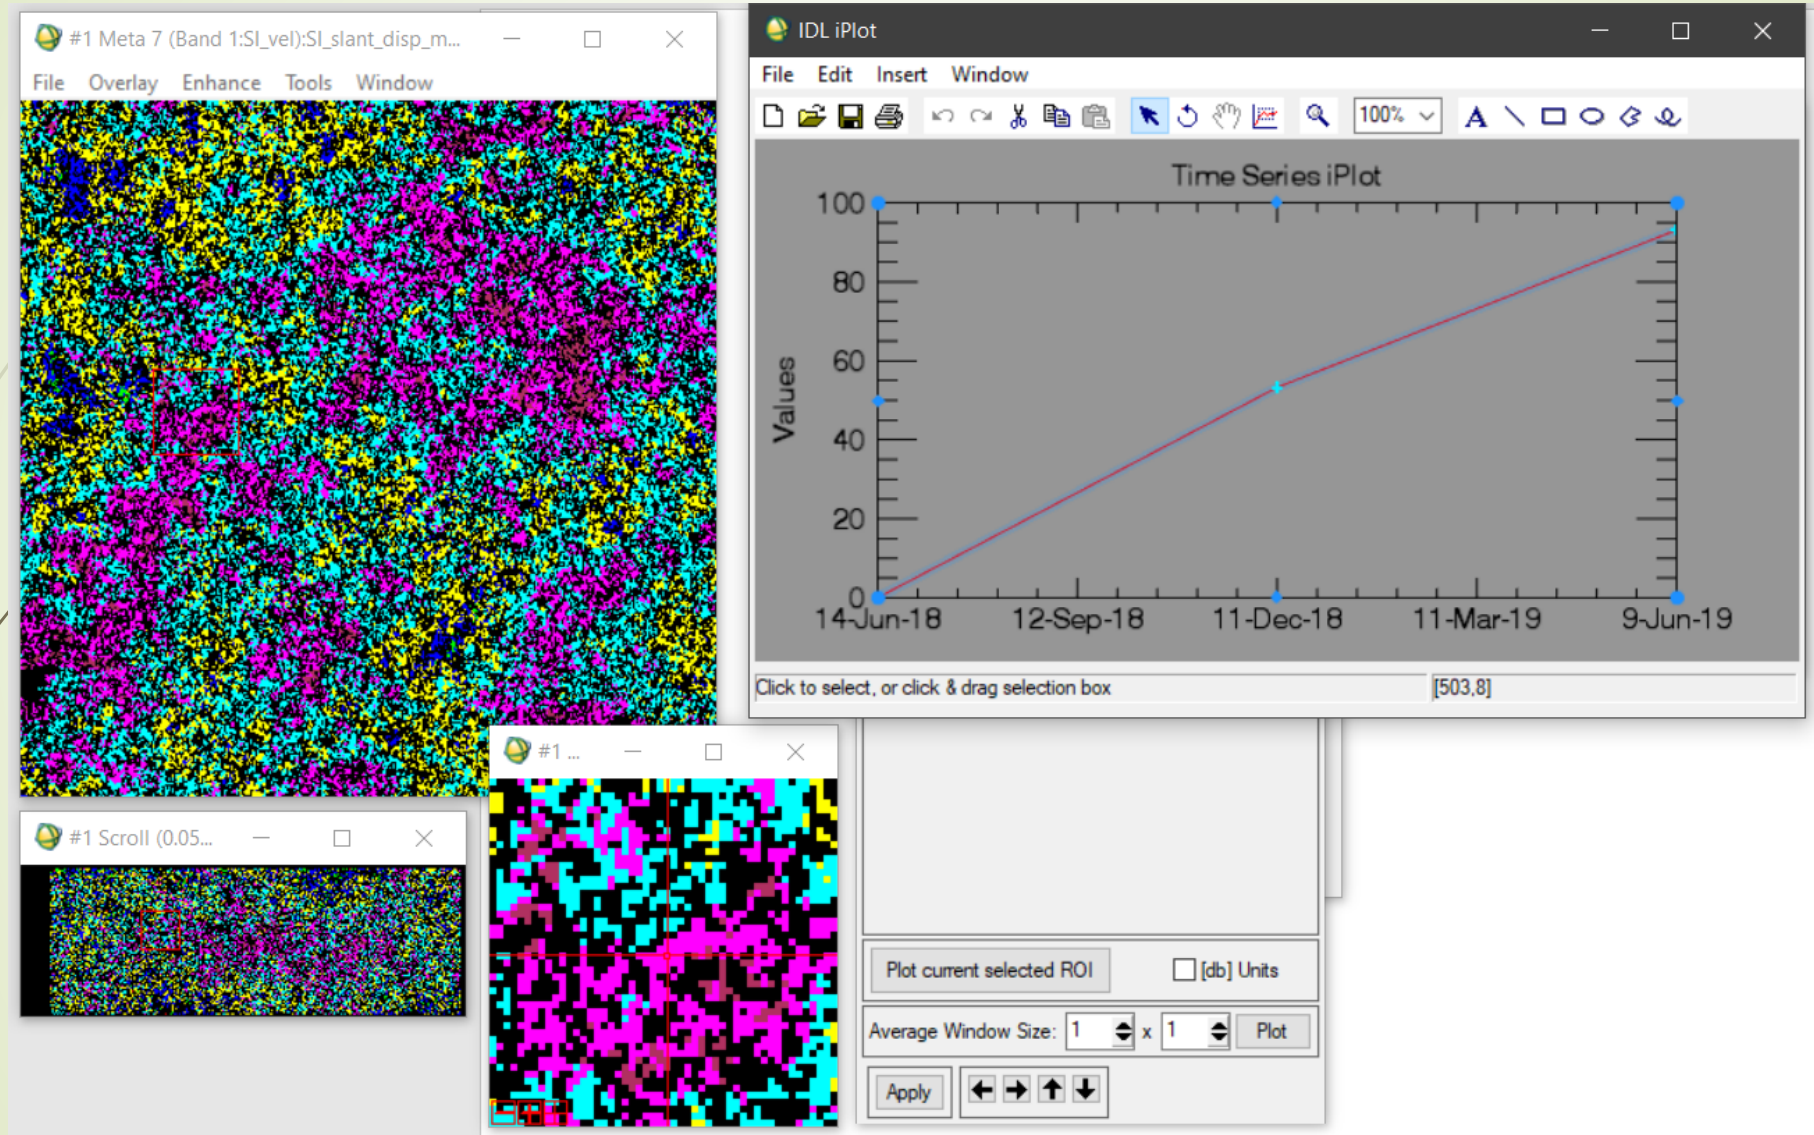 #1 Meta 7 (Band 1:SI_vel):SI_slant_disp_m...
File Overlay Enhance Tools Window
IDL iPlot
File Edit Insert Window
100%
Time Series iPlot
100
80
60
40
20
0
Values
14-Jun-18 12-Sep-18 11-Dec-18 11-Mar-19 9-Jun-19
Click to select, or click & drag selection box [503,8]
#1 ...
#1 Scroll (0.05...
Plot current selected ROI [db] Units
Average Window Size: 1 x 1 Plot
Apply